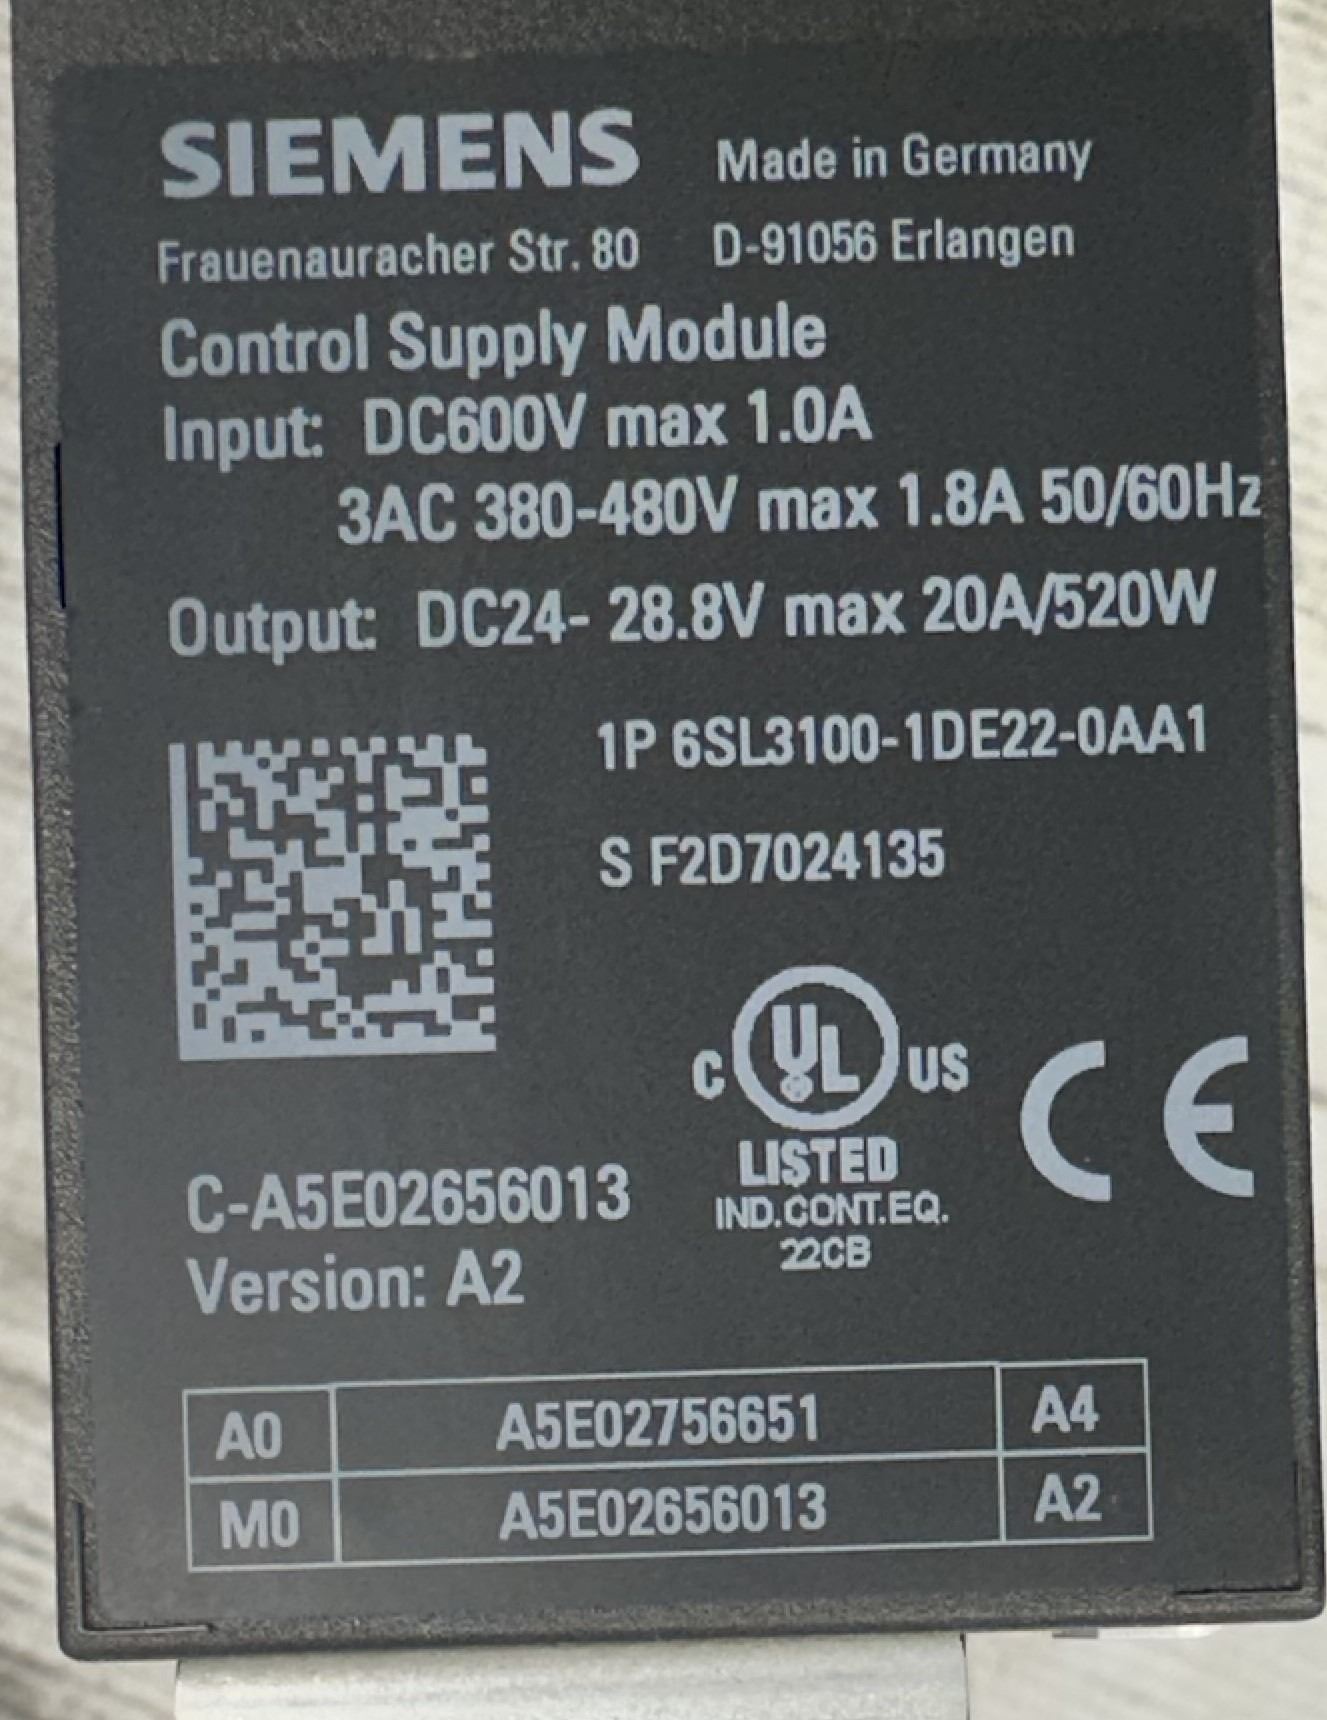 SIEMENS Made in Germany
Frauenauracher Str. 80 D-91056 Erlangen
Control Supply Module
Input: DC600V max 1.0A
3AC 380-480V max 1.8A 50/60Hz
Output: DC24- 28.8V max 20A/520W
1P 6SL3100-1DE22-0AA1
S F2D7024135
C UL US
LISTED
IND.CONT.EQ.
22CB
CE
C-A5E02656013
Version: A2
A0 A5E02756651 A4
M0 A5E02656013 A2